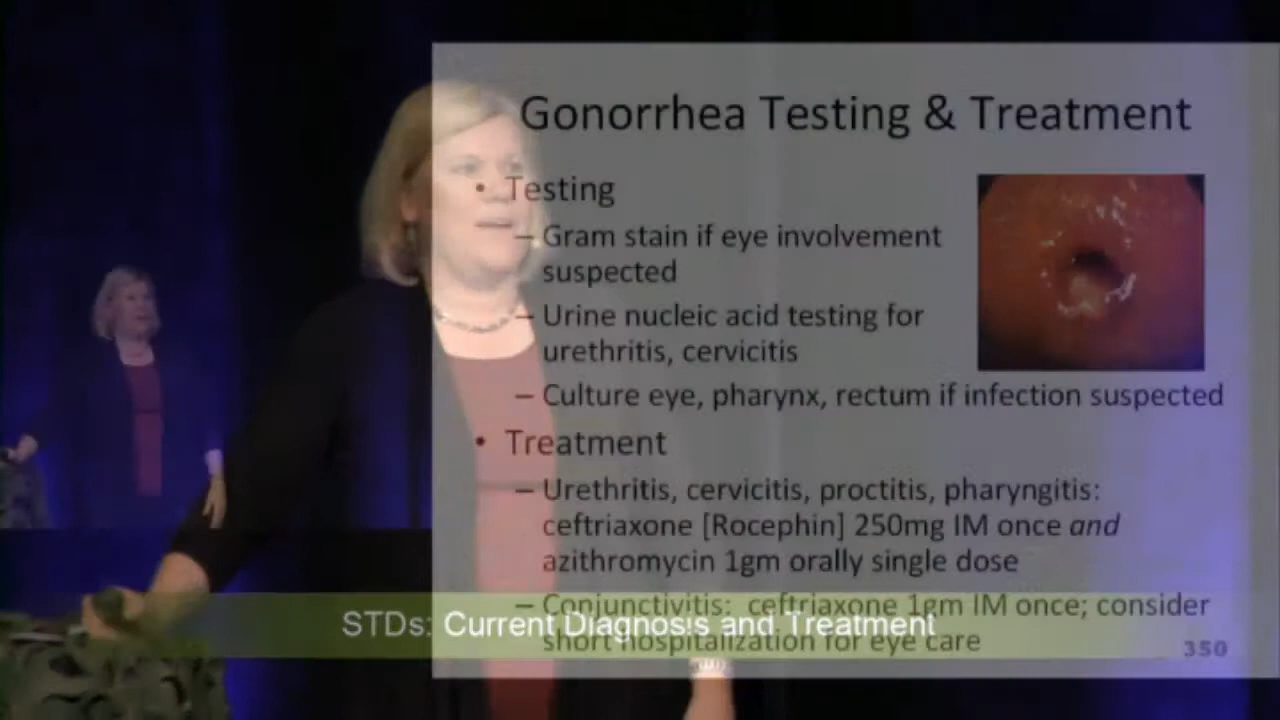 Gonorrhea Testing & Treatment
• Testing
– Gram stain if eye involvement
suspected
– Urine nucleic acid testing for
urethritis, cervicitis
– Culture eye, pharynx, rectum if infection suspected
• Treatment
– Urethritis, cervicitis, proctitis, pharyngitis:
ceftriaxone [Rocephin] 250mg IM once and
azithromycin 1gm orally single dose
– Conjunctivitis: ceftriaxone 1gm IM once; consider
short hospitalization for eye care
STDs: Current Diagnosis and Treatment
350